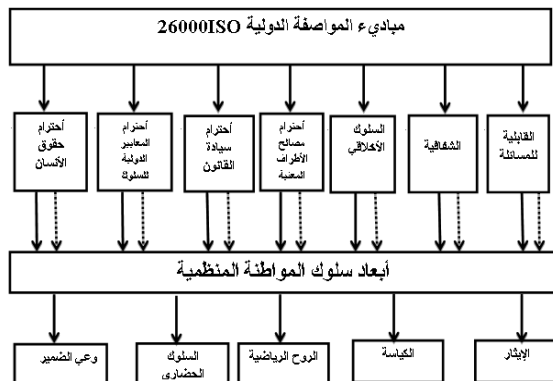 مباديء المواصفة الدولية 26000ISO
القابلية
للمسائلة
الشفافية
السلوك
الأخلاقي
أحترام
مصالح
الأطراف
المعنية
أحترام
سيادة
القانون
أحترام
المعايير
الدولية
للسلوك
أحترام
حقوق
الأنسان
أبعاد سلوك المواطنة المنظمية
الإيثار
الكياسة
الروح الرياضية
السلوك
الحضاري
وعي الضمير